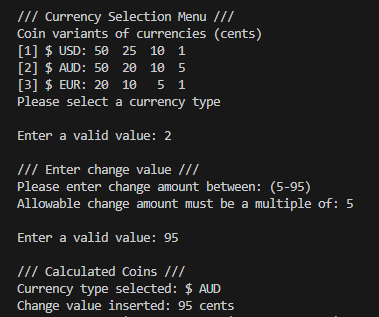 /// Currency Selection Menu ///
Coin variants of currencies (cents)
[1] $ USD: 50  25  10  1
[2] $ AUD: 50  20  10  5
[3] $ EUR: 20  10   5  1
Please select a currency type
Enter a valid value: 2
/// Enter change value ///
Please enter change amount between: (5-95)
Allowable change amount must be a multiple of: 5
Enter a valid value: 95
/// Calculated Coins ///
Currency type selected: $ AUD
Change value inserted: 95 cents